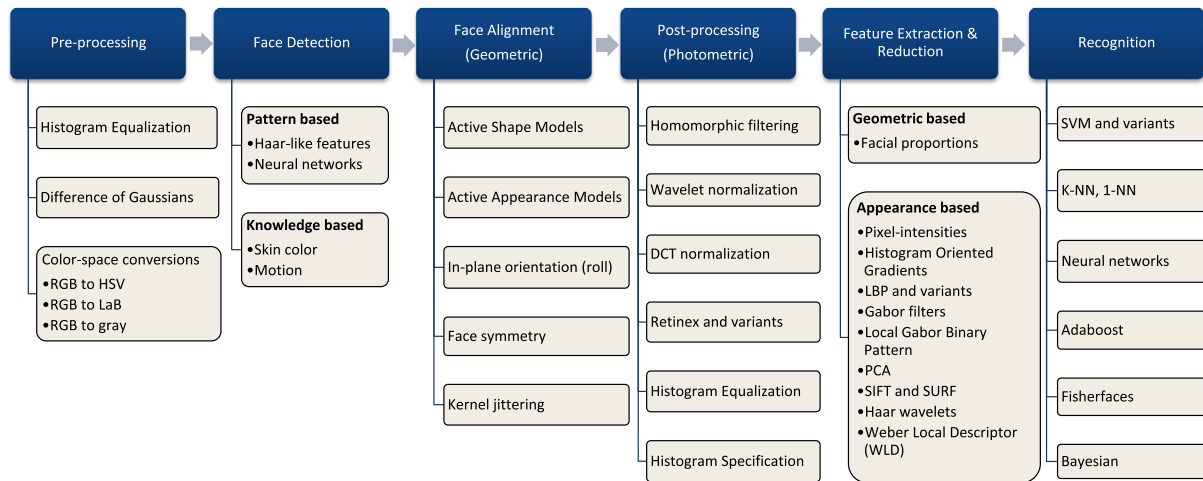 Pre-processing
Histogram Equalization
Difference of Gaussians
Color-space conversions
•RGB to HSV
•RGB to LaB
•RGB to gray
Face Detection
Pattern based
•Haar-like features
•Neural networks
Knowledge based
•Skin color
•Motion
Face Alignment
(Geometric)
Active Shape Models
Active Appearance Models
In-plane orientation (roll)
Face symmetry
Kernel jittering
Post-processing
(Photometric)
Homomorphic filtering
Wavelet normalization
DCT normalization
Retinex and variants
Histogram Equalization
Histogram Specification
Feature Extraction &
Reduction
Geometric based
•Facial proportions
Appearance based
•Pixel-intensities
•Histogram Oriented
Gradients
•LBP and variants
•Gabor filters
•Local Gabor Binary
Pattern
•PCA
•SIFT and SURF
•Haar wavelets
•Weber Local Descriptor
(WLD)
Recognition
SVM and variants
K-NN, 1-NN
Neural networks
Adaboost
Fisherfaces
Bayesian